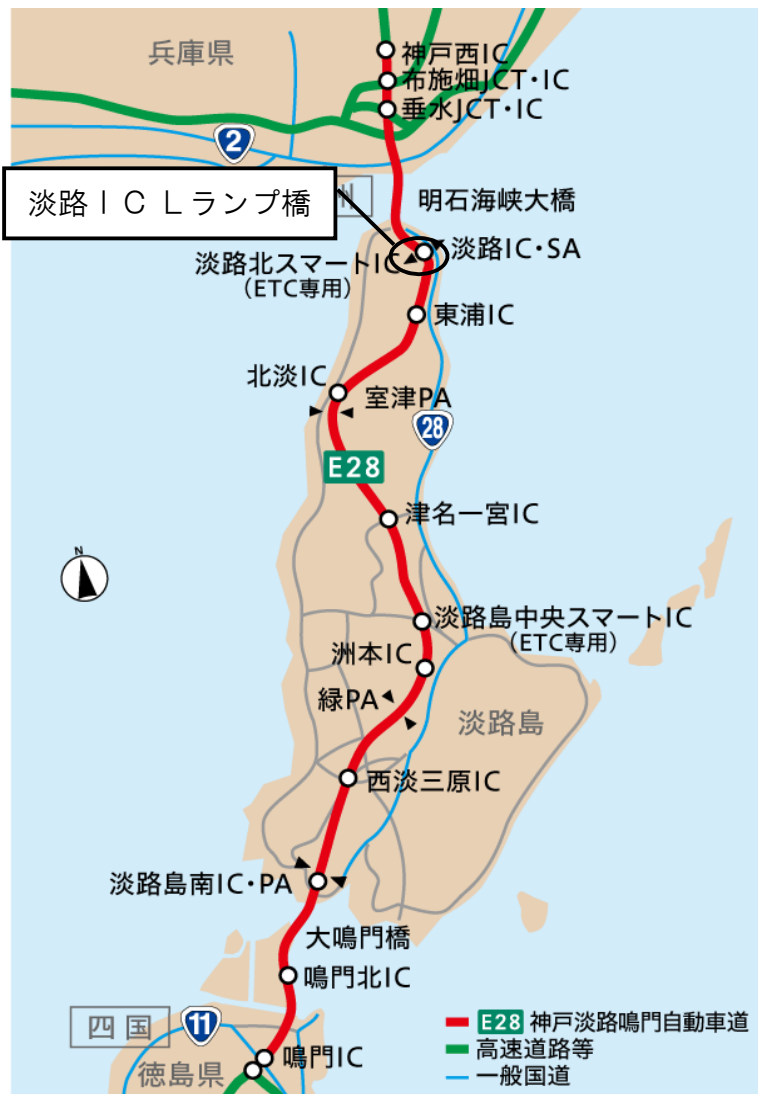 兵庫県
神戸西IC
布施畑JCT・IC
垂水JCT・IC
2
淡路ＩＣ Ｌランプ橋
州
明石海峡大橋
淡路IC・SA
淡路北スマートIC
(ETC専用)
東浦IC
北淡IC
室津PA
28
E28
津名一宮IC
N
淡路島中央スマートIC
(ETC専用)
洲本IC
緑PA
淡路島
西淡三原IC
淡路島南IC・PA
大鳴門橋
鳴門北IC
四国
11
鳴門IC
徳島県
E28 神戸淡路鳴門自動車道
高速道路等
一般国道